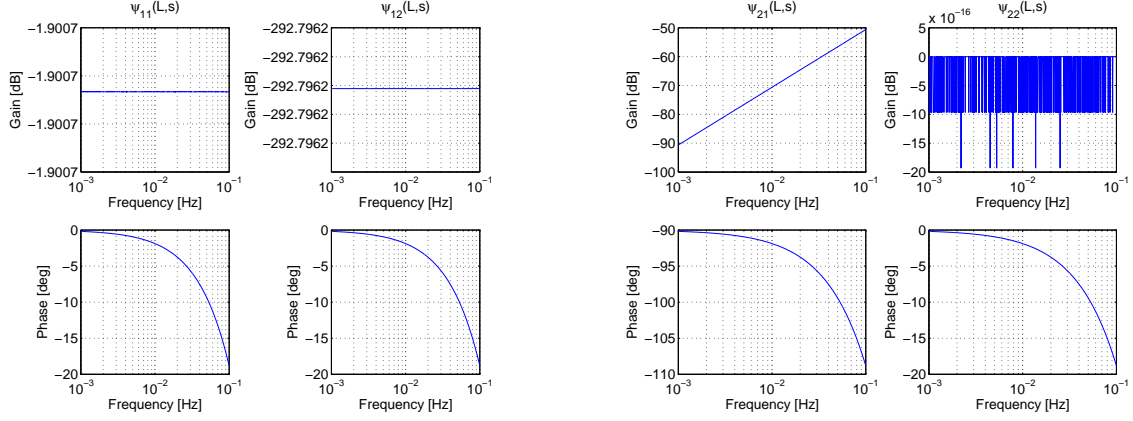 ψ11(L,s)
−1.9007
−1.9007
−1.9007
−1.9007
Gain [dB]
10−3 10−2 10−1
Frequency [Hz]
ψ12(L,s)
−292.7962
−292.7962
−292.7962
−292.7962
−292.7962
Gain [dB]
10−3 10−2 10−1
Frequency [Hz]
ψ21(L,s)
−50
−60
−70
−80
−90
−100
Gain [dB]
10−3 10−2 10−1
Frequency [Hz]
x 10−16
ψ22(L,s)
5
0
−5
−10
−15
−20
Gain [dB]
10−3 10−2 10−1
Frequency [Hz]
0
−5
−10
−15
−20
Phase [deg]
10−3 10−2 10−1
Frequency [Hz]
0
−5
−10
−15
−20
Phase [deg]
10−3 10−2 10−1
Frequency [Hz]
−90
−95
−100
−105
−110
Phase [deg]
10−3 10−2 10−1
Frequency [Hz]
0
−5
−10
−15
−20
Phase [deg]
10−3 10−2 10−1
Frequency [Hz]